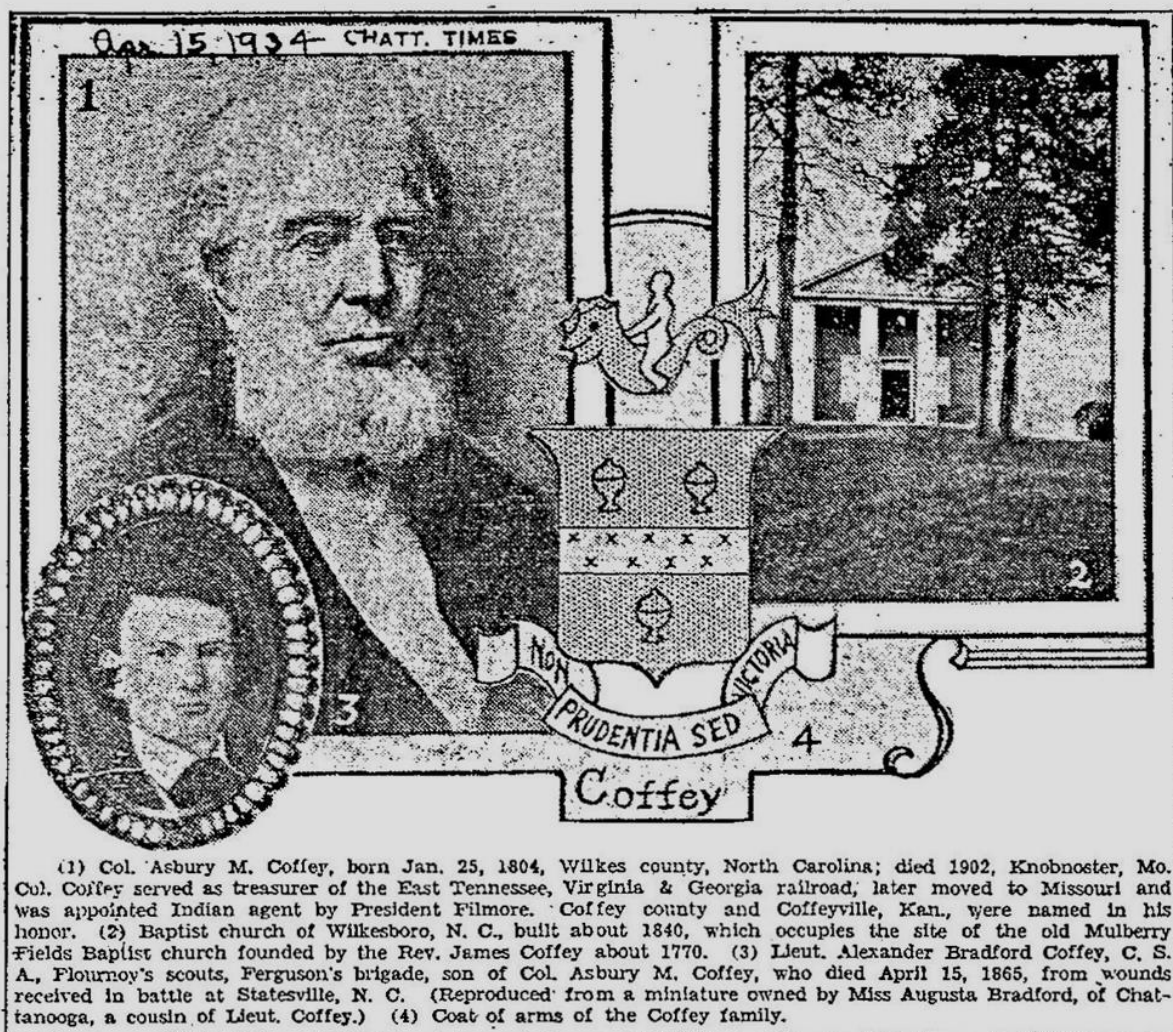 Apr 15, 1934 CHATT. TIMES
1
2
3
NON
PRUDENTIA SED
VICTORIA
4
Coffey
(1) Col. Asbury M. Coffey, born Jan. 25, 1804, Wilkes county, North Carolina; died 1902, Knobnoster, Mo.
Col. Coffey served as treasurer of the East Tennessee, Virginia & Georgia railroad, later moved to Missouri and
was appointed Indian agent by President Filmore. Coffey county and Coffeyville, Kan., were named in his
honor. (2) Baptist church of Wilkesboro, N. C., built about 1840, which occupies the site of the old Mulberry
Fields Baptist church founded by the Rev. James Coffey about 1770. (3) Lieut. Alexander Bradford Coffey, C. S.
A., Flournoy's scouts, Ferguson's brigade, son of Col. Asbury M. Coffey, who died April 15, 1865, from wounds
received in battle at Statesville, N. C. (Reproduced from a miniature owned by Miss Augusta Bradford, of Chat-
tanooga, a cousin of Lieut. Coffey.) (4) Coat of arms of the Coffey family.